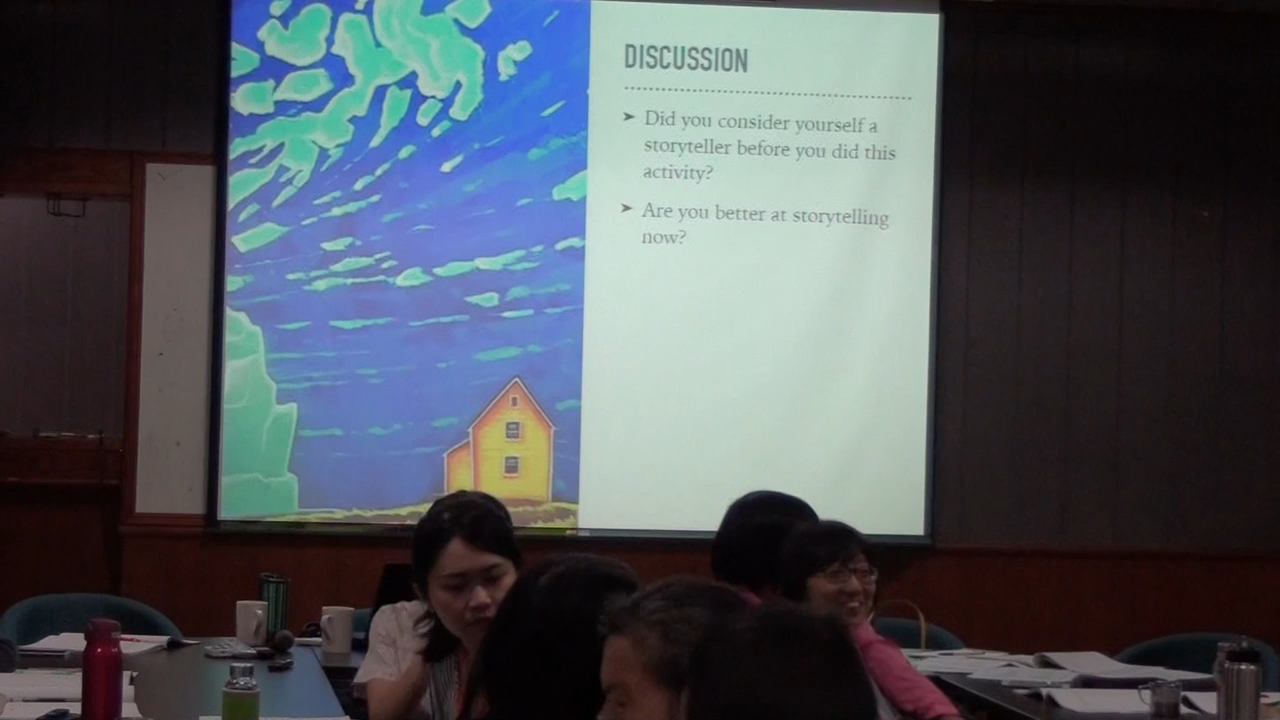 DISCUSSION
➤ Did you consider yourself a
storyteller before you did this
activity?
➤ Are you better at storytelling
now?